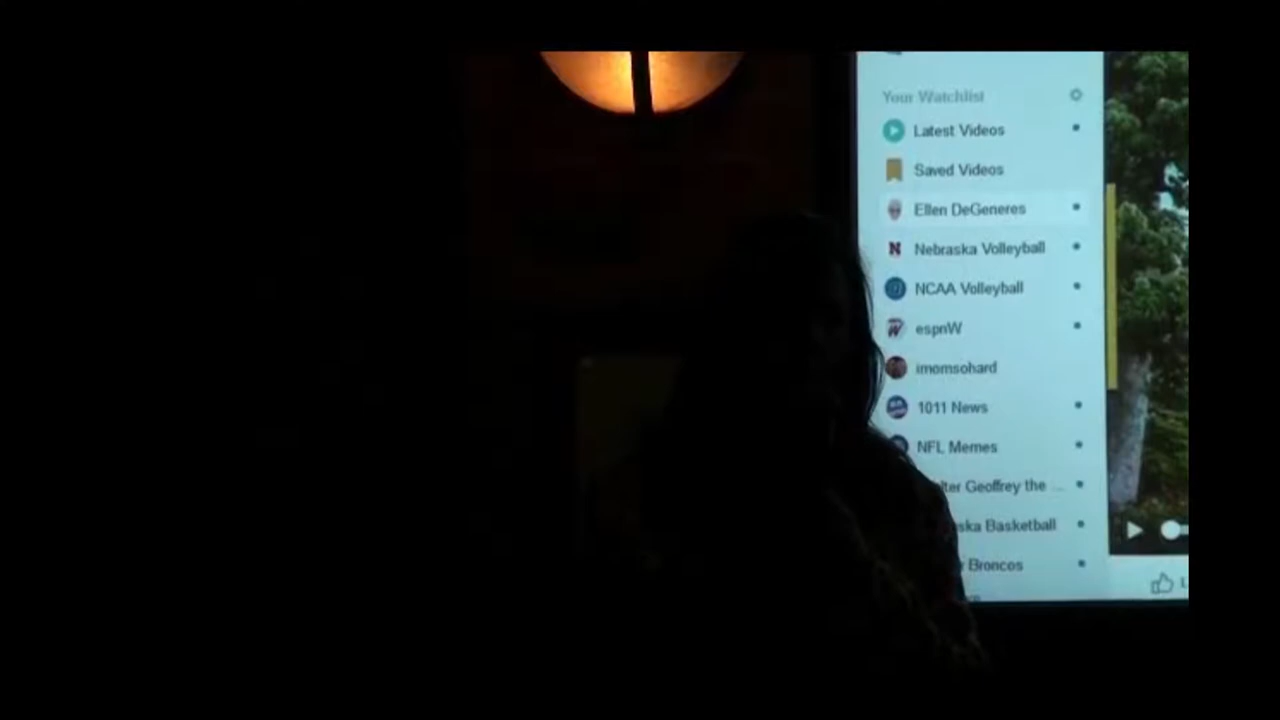 Your Watchlist
Latest Videos
Saved Videos
Ellen DeGeneres
N Nebraska Volleyball
NCAA Volleyball
espnW
imomsohard
1011 News
NFL Memes
Geoffrey the ...
Basketball
Broncos